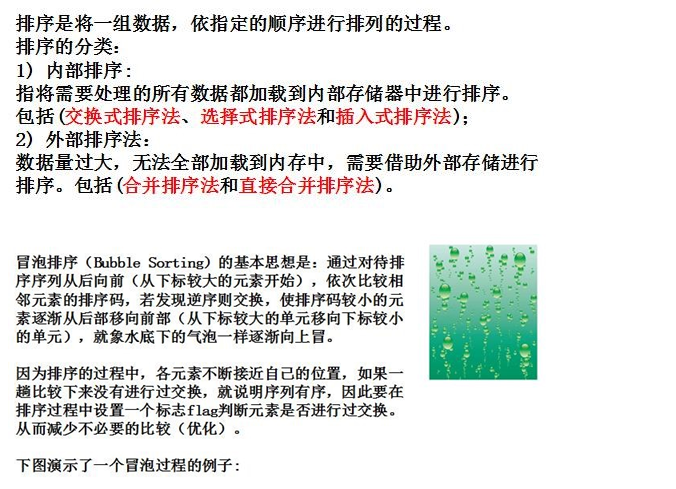 排序是将一组数据，依指定的顺序进行排列的过程。
排序的分类：
1) 内部排序:
指将需要处理的所有数据都加载到内部存储器中进行排序。
包括(交换式排序法、选择式排序法和插入式排序法);
2) 外部排序法：
数据量过大，无法全部加载到内存中，需要借助外部存储进行
排序。包括(合并排序法和直接合并排序法)。
冒泡排序（Bubble Sorting）的基本思想是：通过对待排
序序列从后向前（从下标较大的元素开始），依次比较相
邻元素的排序码，若发现逆序则交换，使排序码较小的元
素逐渐从后部移向前部（从下标较大的单元移向下标较小
的单元），就象水底下的气泡一样逐渐向上冒。
因为排序的过程中，各元素不断接近自己的位置，如果一
趟比较下来没有进行过交换，就说明序列有序，因此要在
排序过程中设置一个标志flag判断元素是否进行过交换。
从而减少不必要的比较（优化）。
下图演示了一个冒泡过程的例子: